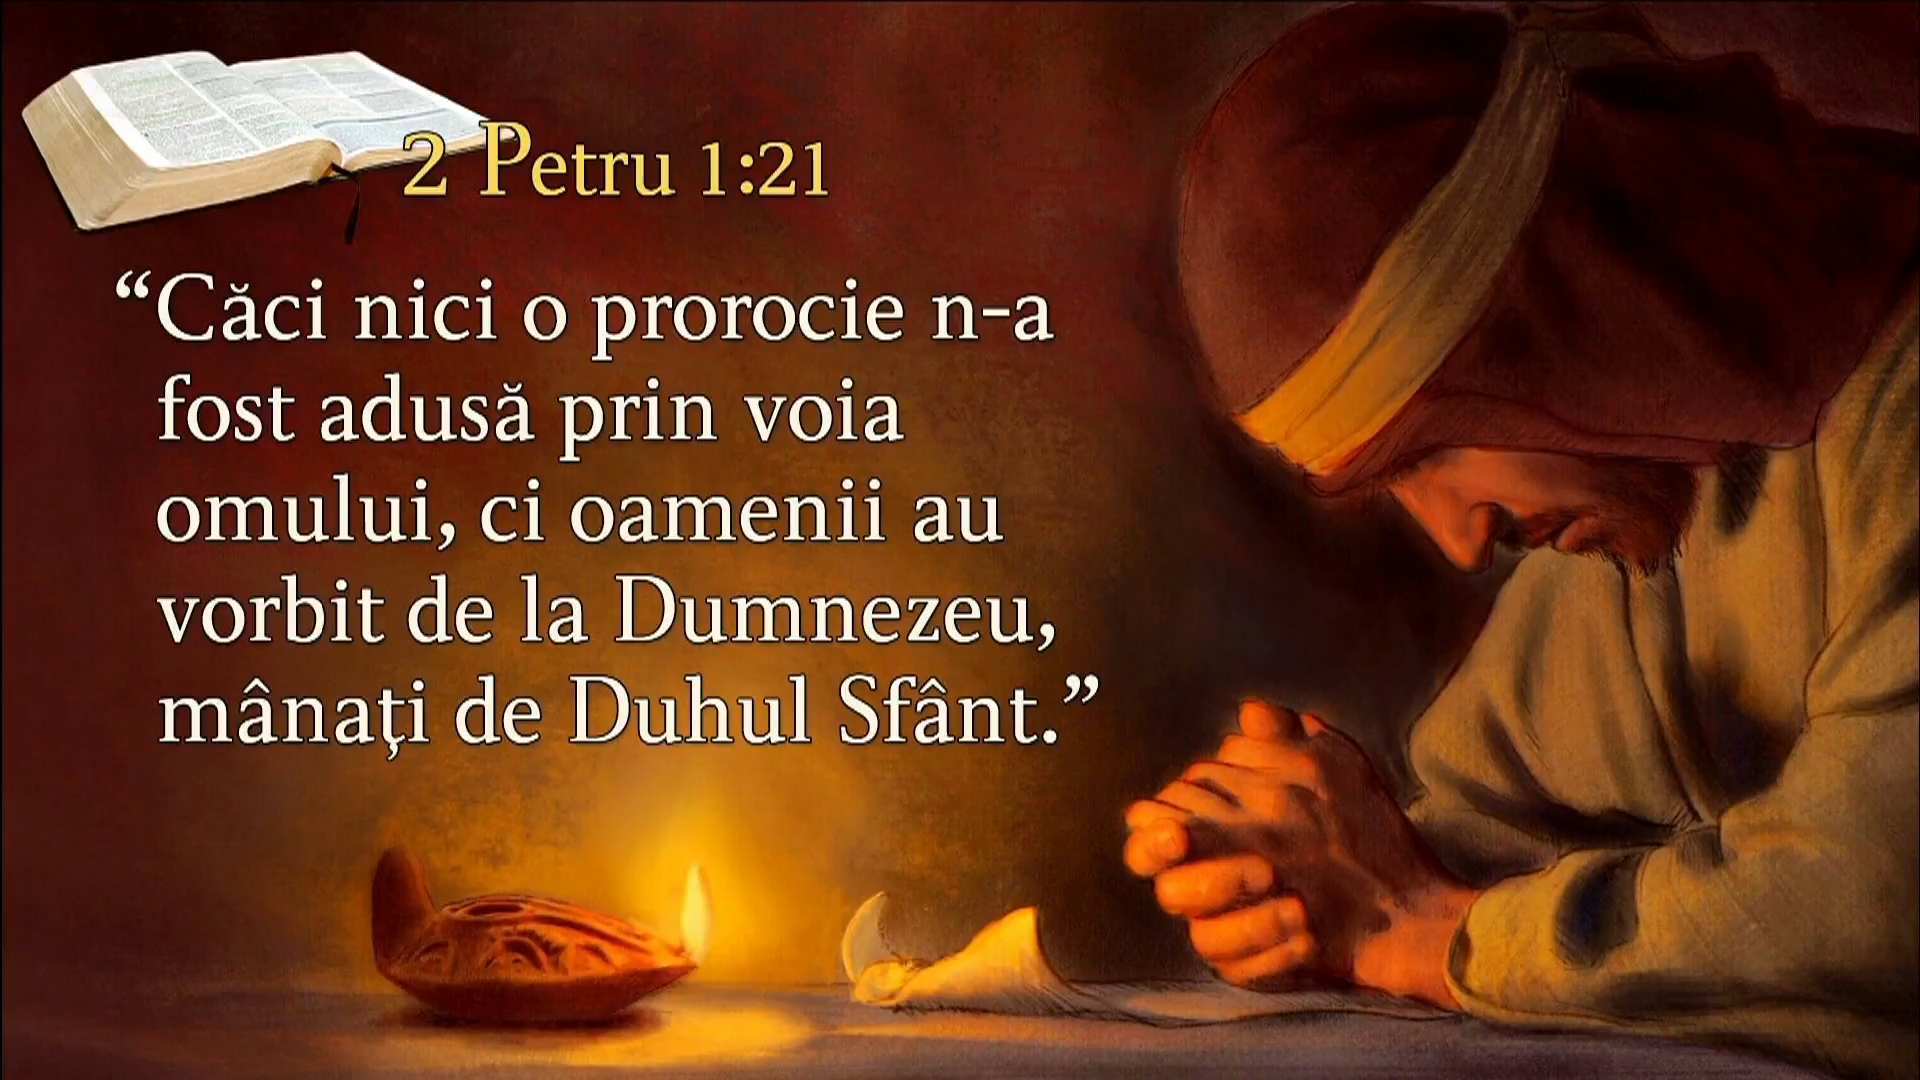 2 Petru 1:21
“Căci nici o prorocie n-a
fost adusă prin voia
omului, ci oamenii au
vorbit de la Dumnezeu,
mânaţi de Duhul Sfânt.”